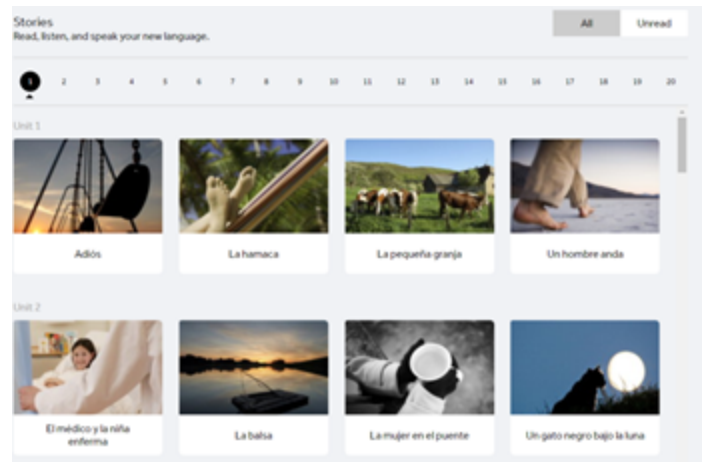 Stories
Read, listen, and speak your new language.
All
Unread
1 2 3 4 5 6 7 8 9 10 11 12 13 14 15 16 17 18 19 20
Unit 1
Adiós
La hamaca
La pequeña granja
Un hombre anda
Unit 2
El médico y la niña
enferma
La balsa
La mujer en el puente
Un gato negro bajo la luna